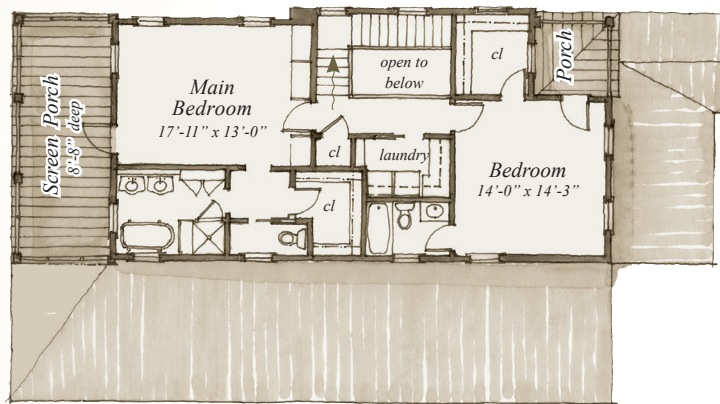 Screen Porch
8'-8" deep
Main
Bedroom
17'-11" x 13'-0"
open to
below
cl
Porch
cl
laundry
Bedroom
14'-0" x 14'-3"
cl